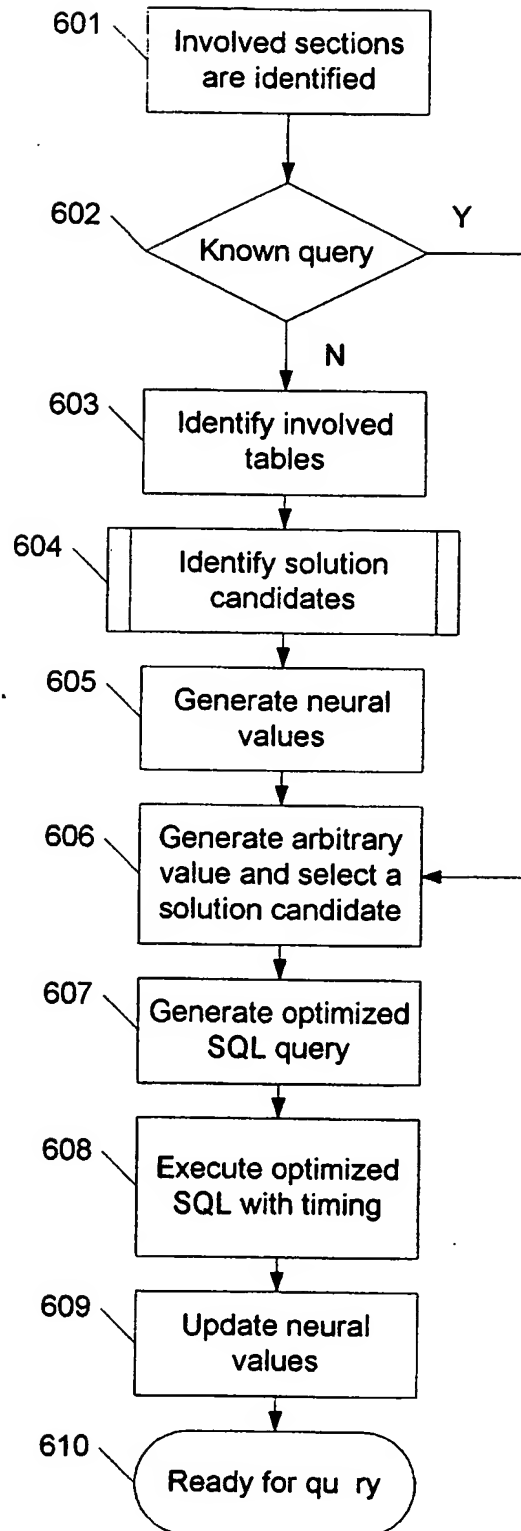 601
Involved sections
are identified
602
Known query
Y
N
603
Identify involved
tables
604
Identify solution
candidates
605
Generate neural
values
606
Generate arbitrary
value and select a
solution candidate
607
Generate optimized
SQL query
608
Execute optimized
SQL with timing
609
Update neural
values
610
Ready for qu ry